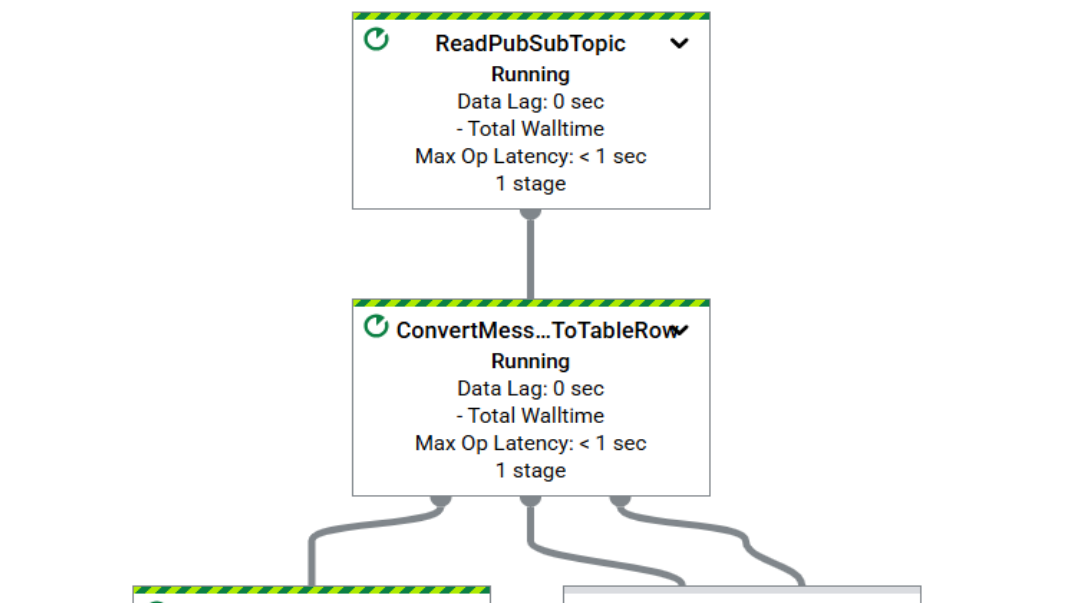 ReadPubSubTopic
Running
Data Lag: 0 sec
- Total Walltime
Max Op Latency: < 1 sec
1 stage
ConvertMess...ToTableRow
Running
Data Lag: 0 sec
- Total Walltime
Max Op Latency: < 1 sec
1 stage